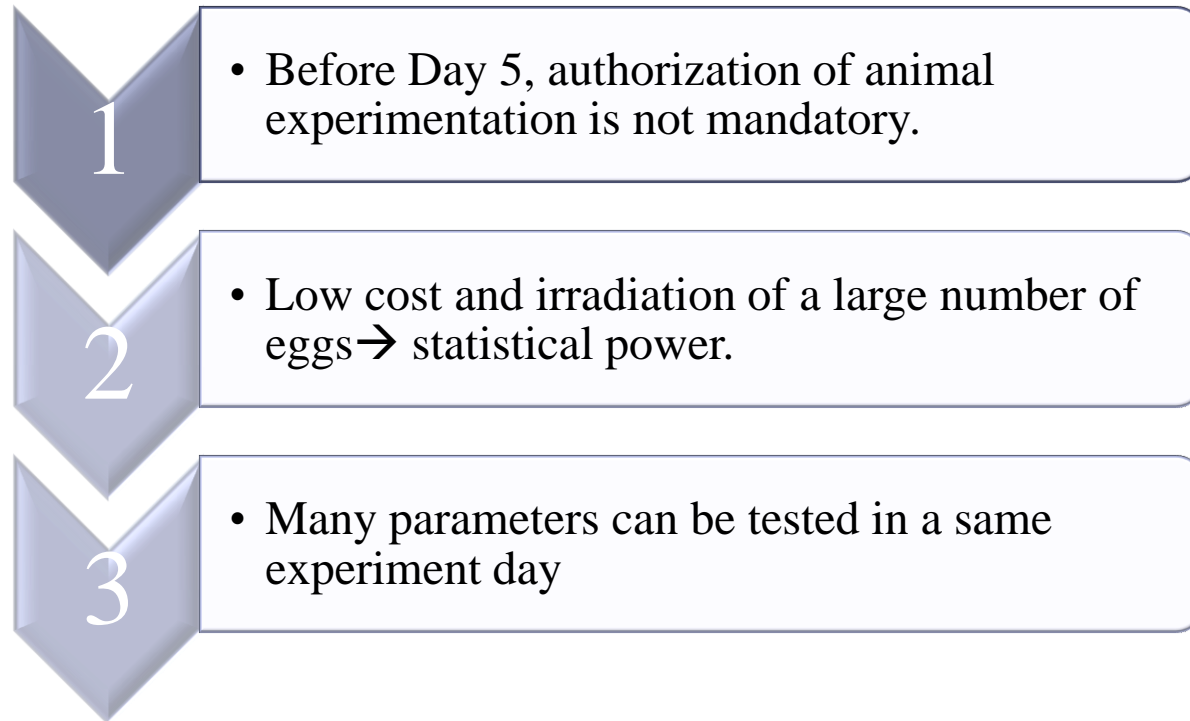 1
• Before Day 5, authorization of animal
experimentation is not mandatory.
2
• Low cost and irradiation of a large number of
eggs→ statistical power.
3
• Many parameters can be tested in a same
experiment day